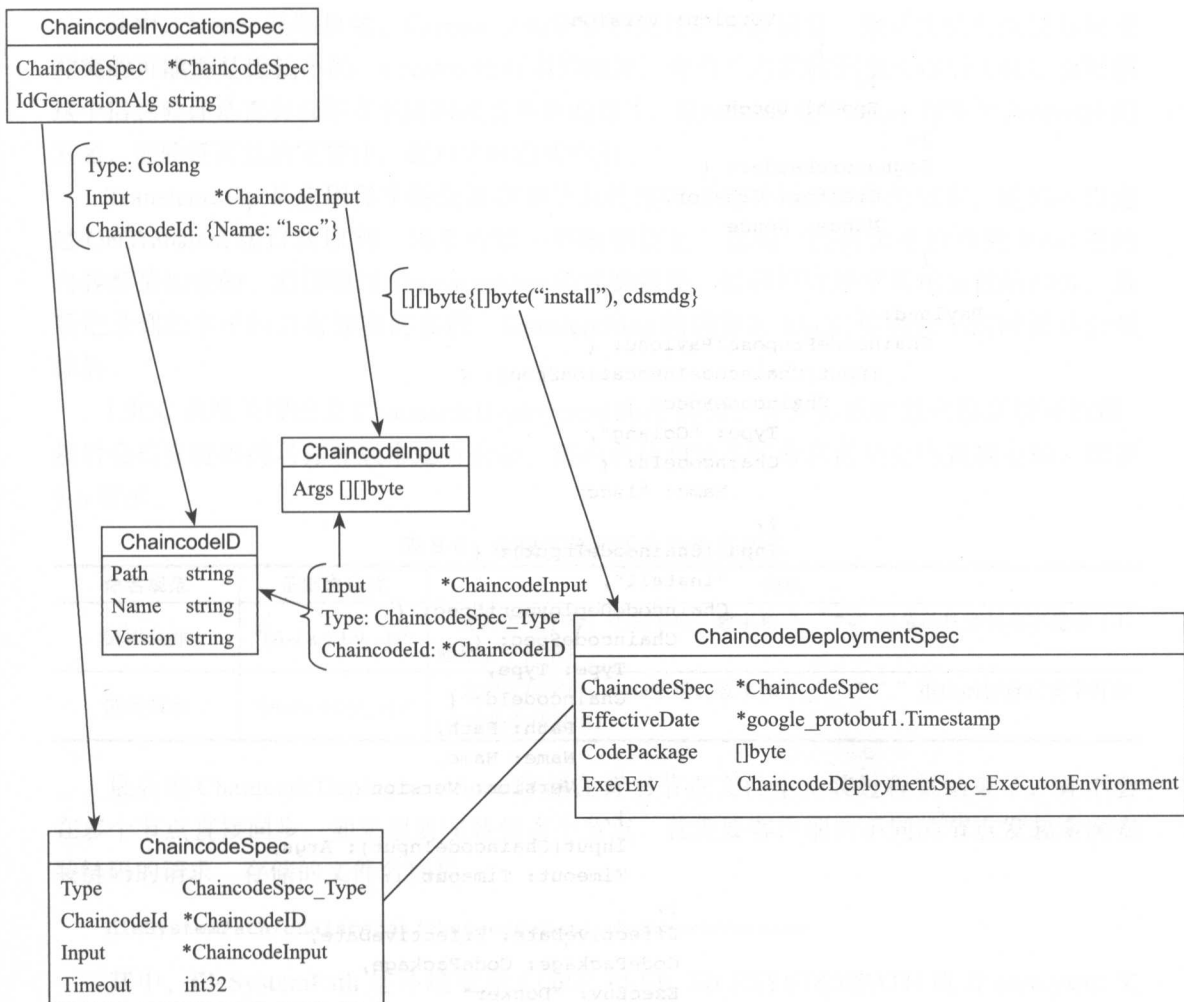 ChaincodeInvocationSpec
ChaincodeSpec *ChaincodeSpec
IdGenerationAlg string
Type: Golang
Input *ChaincodeInput
ChaincodeId: {Name: “lscc”}
[][]byte{[]byte(“install”), cdsmdg}
ChaincodeInput
Args [][]byte
ChaincodeID
Path string
Name string
Version string
Input *ChaincodeInput
Type: ChaincodeSpec_Type
ChaincodeId: *ChaincodeID
ChaincodeDeploymentSpec
ChaincodeSpec *ChaincodeSpec
EffectiveDate *google_protobuf1.Timestamp
CodePackage []byte
ExecEnv ChaincodeDeploymentSpec_ExecutonEnvironment
ChaincodeSpec
Type ChaincodeSpec_Type
ChaincodeId *ChaincodeID
Input *ChaincodeInput
Timeout int32